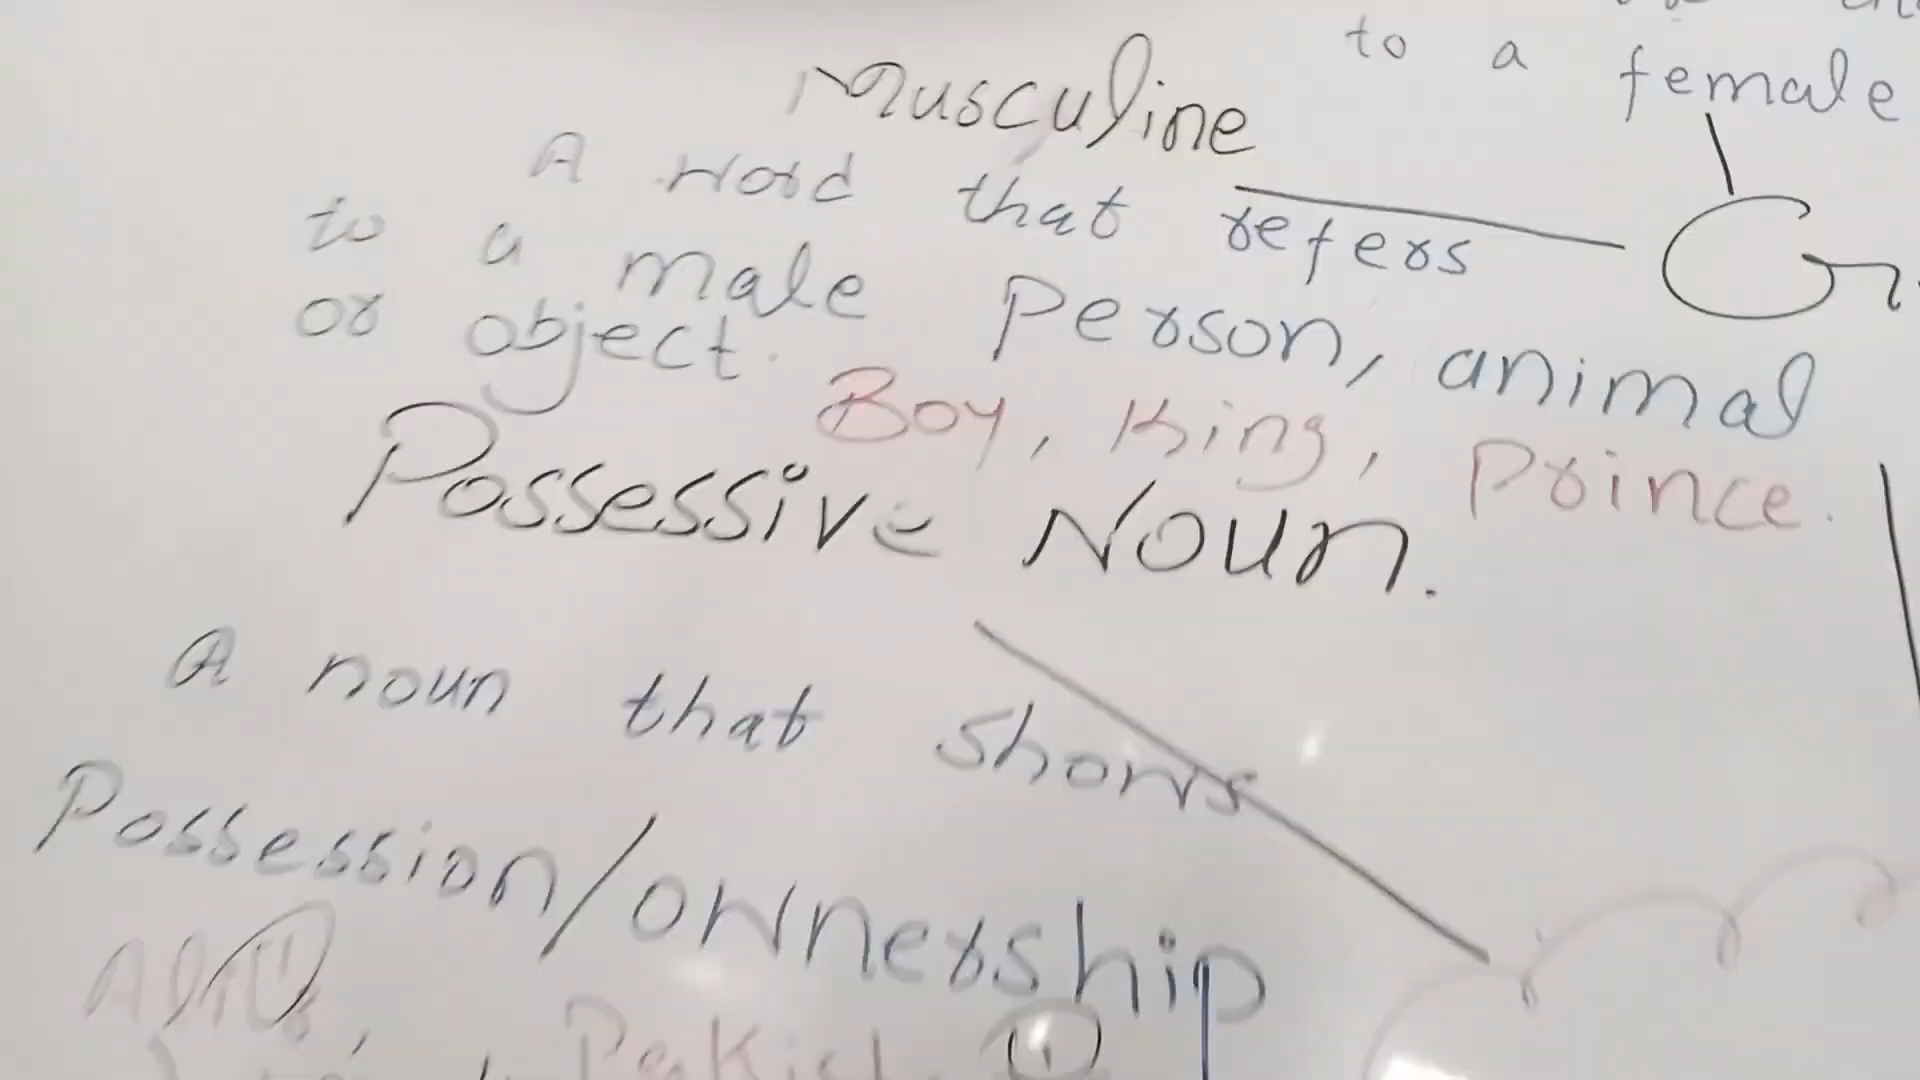 to a female
Musculine
A word that refers
to a male Person, animal
or object. Boy, King, Prince.
Possessive Noun.
A noun that shows
Possession/ownership